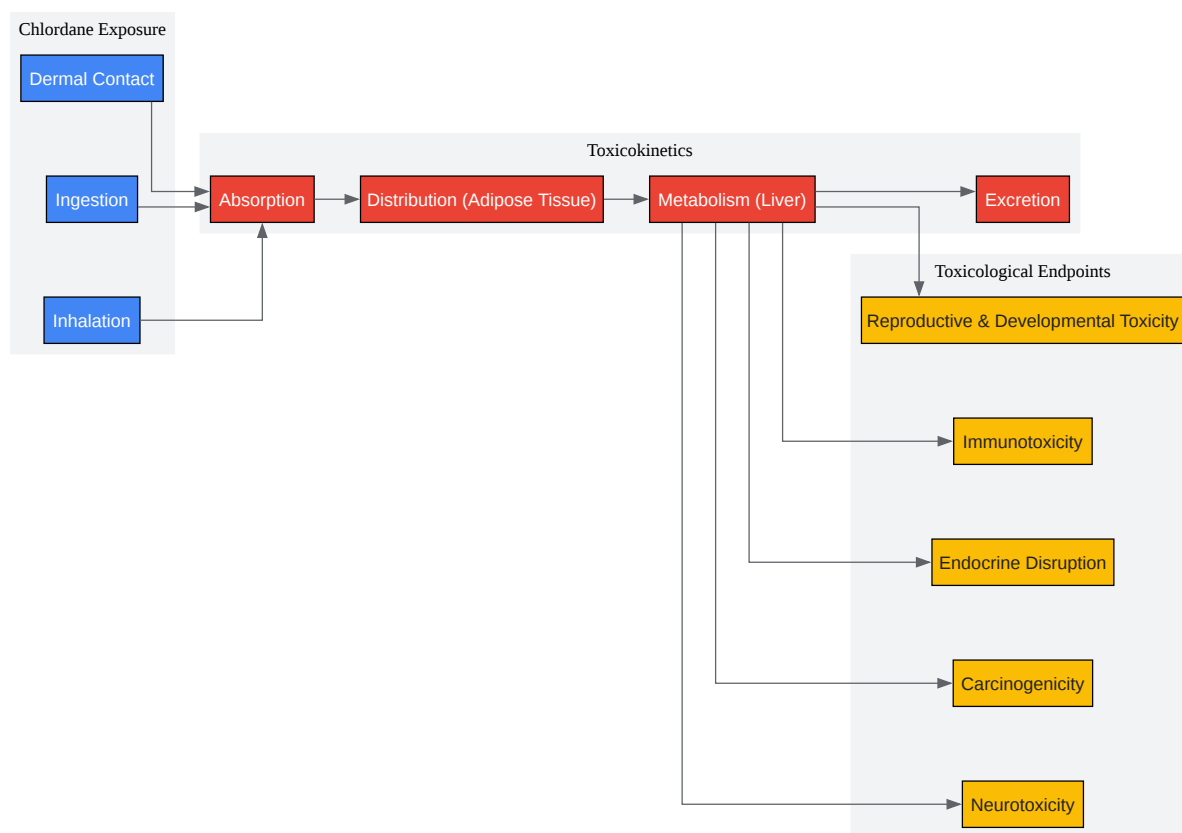 Chlordane Exposure
Dermal Contact
Ingestion
Inhalation
Toxicokinetics
Absorption
Distribution (Adipose Tissue)
Metabolism (Liver)
Excretion
Toxicological Endpoints
Reproductive & Developmental Toxicity
Immunotoxicity
Endocrine Disruption
Carcinogenicity
Neurotoxicity